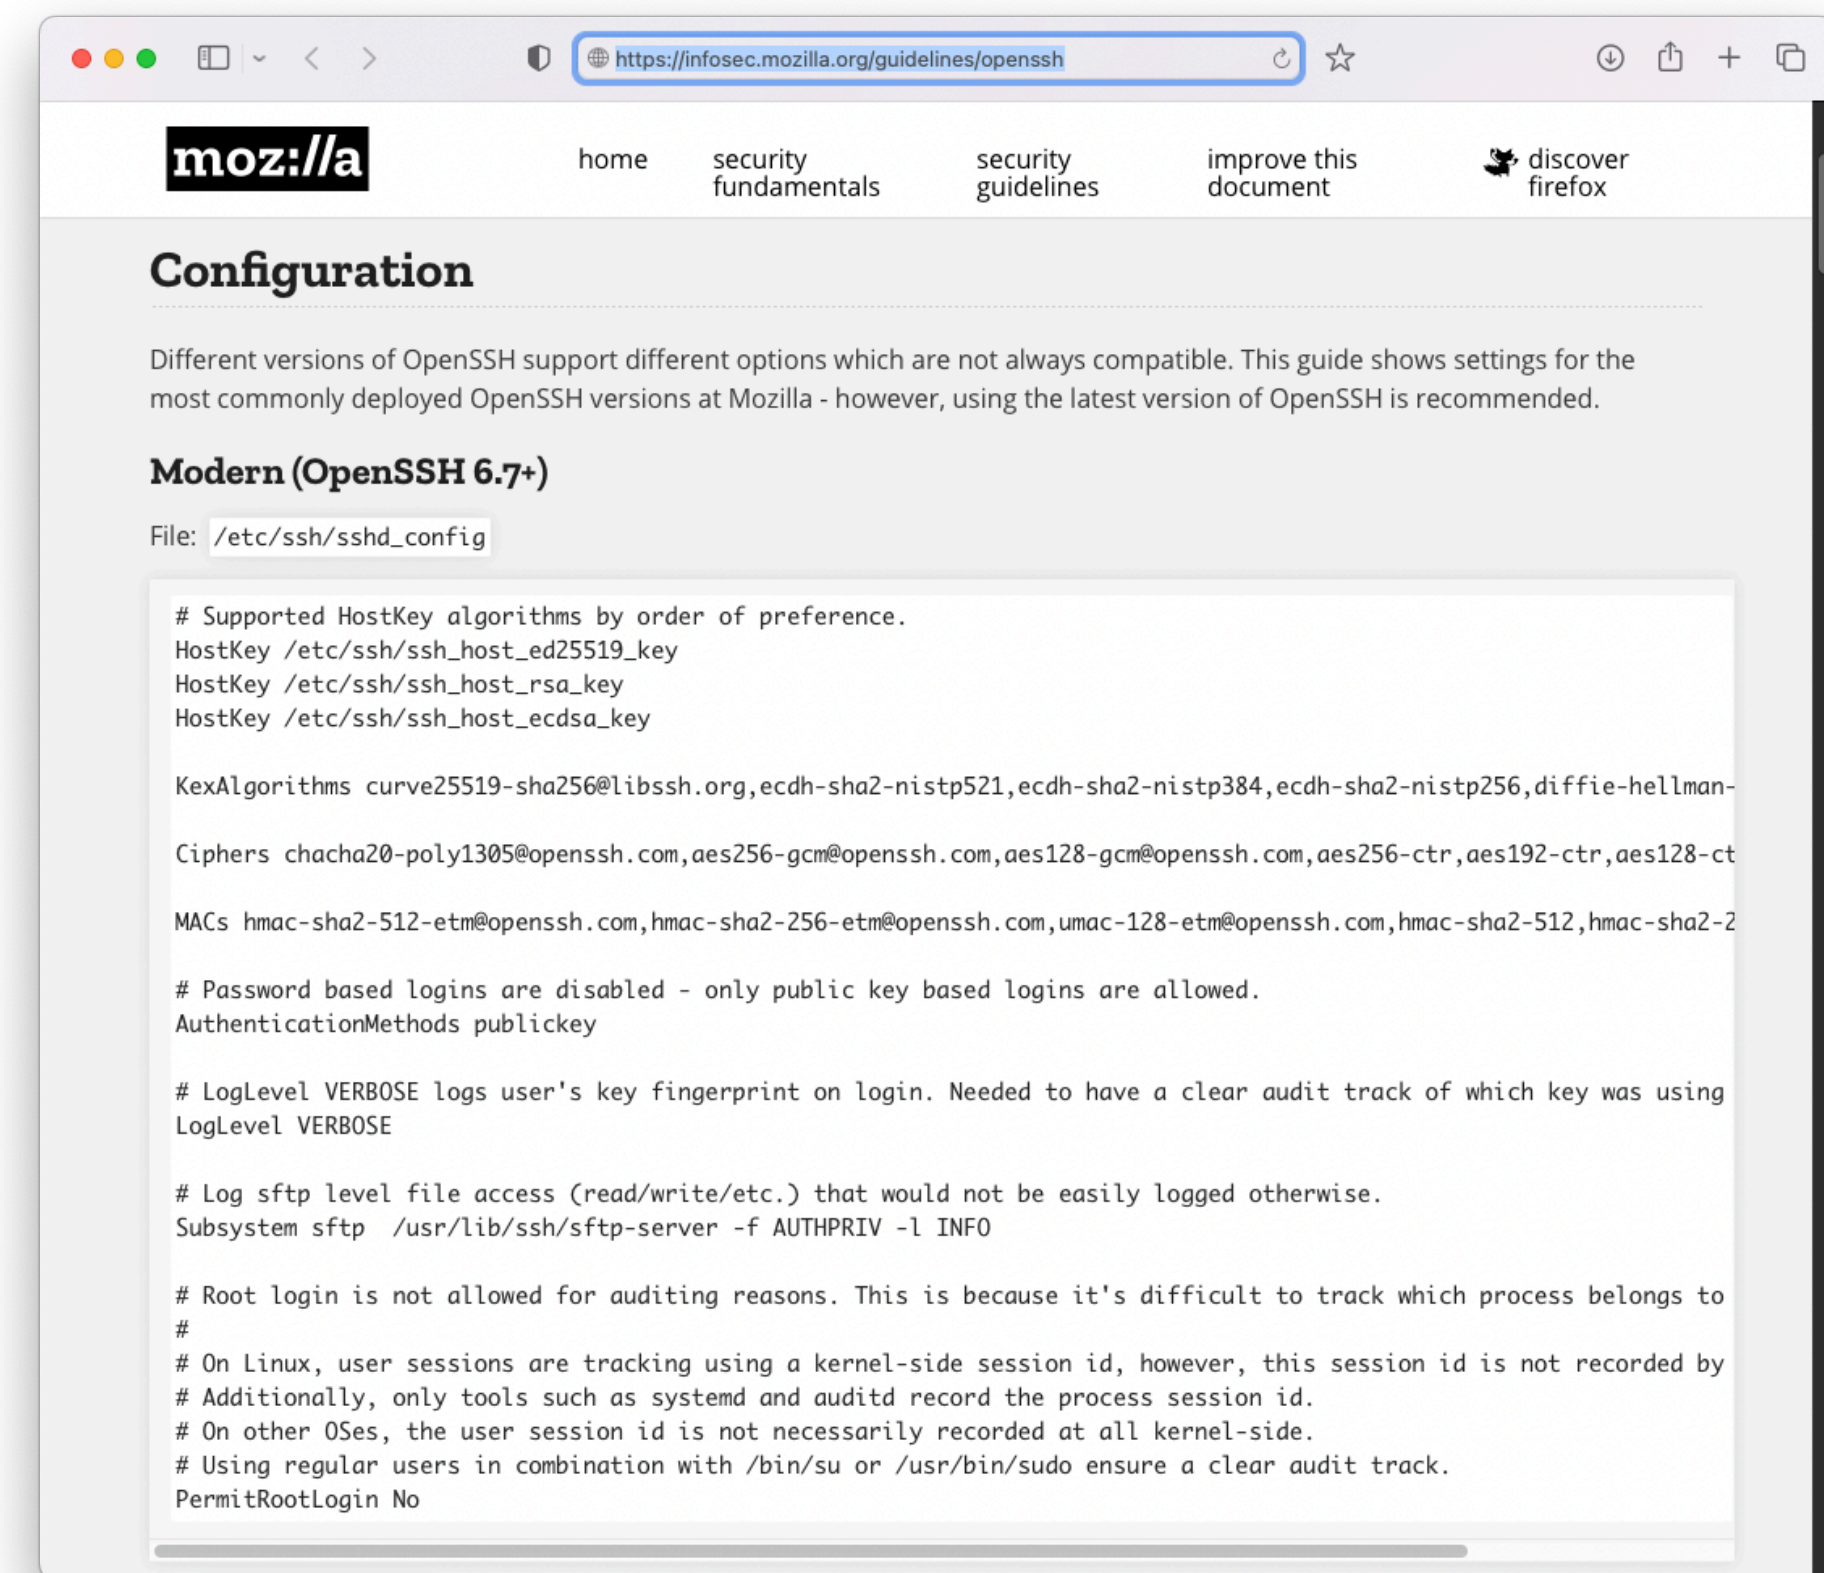 https://infosec.mozilla.org/guidelines/openssh
moz://a
home
security
fundamentals
security
guidelines
improve this
document
discover
firefox
Configuration
Different versions of OpenSSH support different options which are not always compatible. This guide shows settings for the
most commonly deployed OpenSSH versions at Mozilla - however, using the latest version of OpenSSH is recommended.
Modern (OpenSSH 6.7+)
File: /etc/ssh/sshd_config
# Supported HostKey algorithms by order of preference.
HostKey /etc/ssh/ssh_host_ed25519_key
HostKey /etc/ssh/ssh_host_rsa_key
HostKey /etc/ssh/ssh_host_ecdsa_key
KexAlgorithms curve25519-sha256@libssh.org,ecdh-sha2-nistp521,ecdh-sha2-nistp384,ecdh-sha2-nistp256,diffie-hellman-
Ciphers chacha20-poly1305@openssh.com,aes256-gcm@openssh.com,aes128-gcm@openssh.com,aes256-ctr,aes192-ctr,aes128-ct
MACs hmac-sha2-512-etm@openssh.com,hmac-sha2-256-etm@openssh.com,umac-128-etm@openssh.com,hmac-sha2-512,hmac-sha2-2
# Password based logins are disabled - only public key based logins are allowed.
AuthenticationMethods publickey
# LogLevel VERBOSE logs user's key fingerprint on login. Needed to have a clear audit track of which key was using
LogLevel VERBOSE
# Log sftp level file access (read/write/etc.) that would not be easily logged otherwise.
Subsystem sftp  /usr/lib/ssh/sftp-server -f AUTHPRIV -l INFO
# Root login is not allowed for auditing reasons. This is because it's difficult to track which process belongs to
#
# On Linux, user sessions are tracking using a kernel-side session id, however, this session id is not recorded by
# Additionally, only tools such as systemd and auditd record the process session id.
# On other OSes, the user session id is not necessarily recorded at all kernel-side.
# Using regular users in combination with /bin/su or /usr/bin/sudo ensure a clear audit track.
PermitRootLogin No